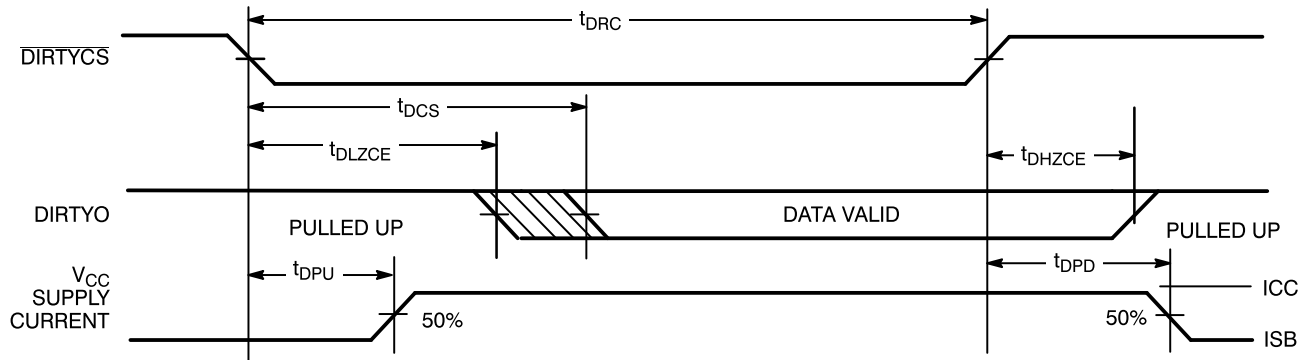 tDRC
DIRTYCS
tDCS
tDLZCE
tDHZCE
DIRTYO
DATA VALID
PULLED UP
PULLED UP
VCC
SUPPLY
CURRENT
tDPU
tDPD
ICC
50%
50%
ISB